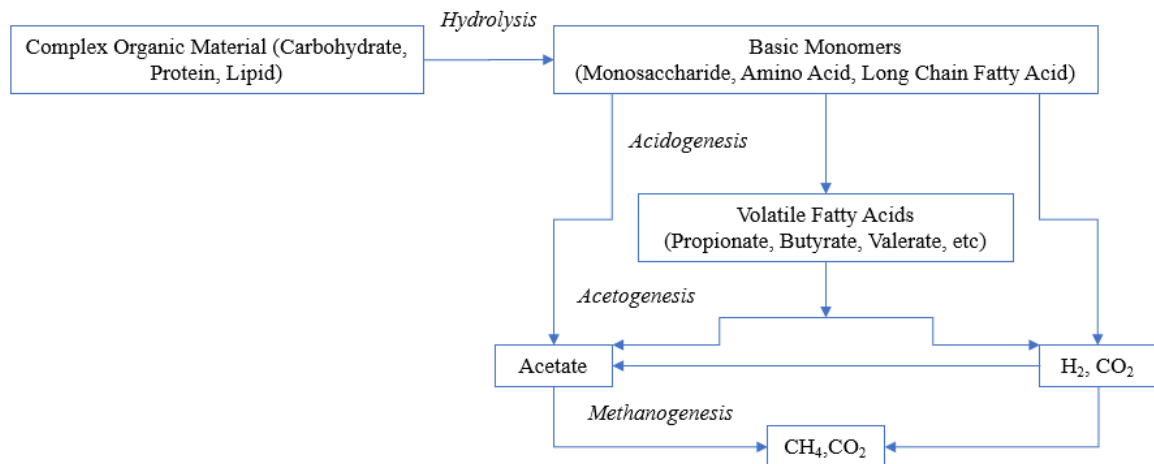 Hydrolysis
Complex Organic Material (Carbohydrate,
Protein, Lipid)
Basic Monomers
(Monosaccharide, Amino Acid, Long Chain Fatty Acid)
Acidogenesis
Volatile Fatty Acids
(Propionate, Butyrate, Valerate, etc)
Acetogenesis
Acetate
H₂, CO₂
Methanogenesis
CH₄,CO₂